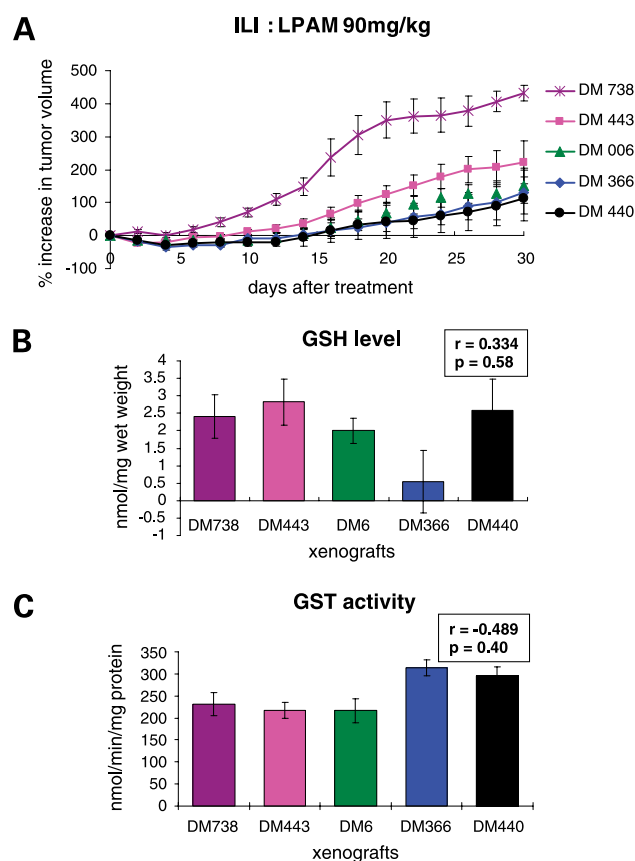 A
ILI : LPAM 90mg/kg
% increase in tumor volume
500
400
300
200
100
0
-100
0
5
10
15
20
25
30
days after treatment
DM 738
DM 443
DM 006
DM 366
DM 440
B
GSH level
r = 0.334
p = 0.58
nmol/mg wet weight
4
3.5
3
2.5
2
1.5
1
0.5
0
-0.5
-1
DM738 DM443 DM6 DM366 DM440
xenografts
C
GST activity
r = -0.489
p = 0.40
nmol/min/mg protein
350
300
250
200
150
100
50
0
DM738 DM443 DM6 DM366 DM440
xenografts